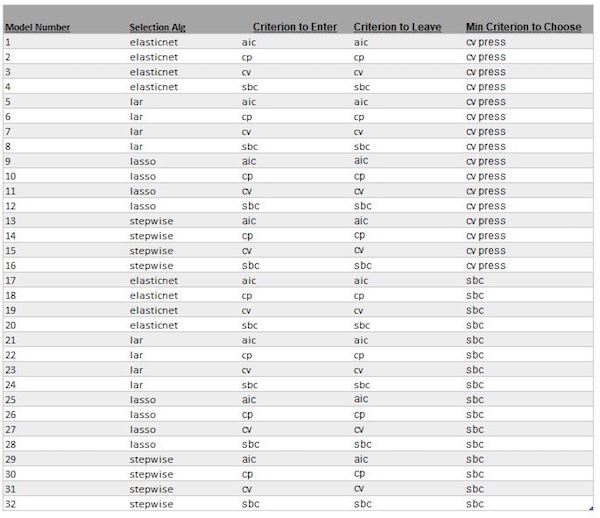 Model Number Selection Alg Criterion to Enter Criterion to Leave Min Criterion to Choose
1 elasticnet aic aic cv press
2 elasticnet cp cp cv press
3 elasticnet cv cv cv press
4 elasticnet sbc sbc cv press
5 lar aic aic cv press
6 lar cp cp cv press
7 lar cv cv cv press
8 lar sbc sbc cv press
9 lasso aic aic cv press
10 lasso cp cp cv press
11 lasso cv cv cv press
12 lasso sbc sbc cv press
13 stepwise aic aic cv press
14 stepwise cp cp cv press
15 stepwise cv cv cv press
16 stepwise sbc sbc cv press
17 elasticnet aic aic sbc
18 elasticnet cp cp sbc
19 elasticnet cv cv sbc
20 elasticnet sbc sbc sbc
21 lar aic aic sbc
22 lar cp cp sbc
23 lar cv cv sbc
24 lar sbc sbc sbc
25 lasso aic aic sbc
26 lasso cp cp sbc
27 lasso cv cv sbc
28 lasso sbc sbc sbc
29 stepwise aic aic sbc
30 stepwise cp cp sbc
31 stepwise cv cv sbc
32 stepwise sbc sbc sbc